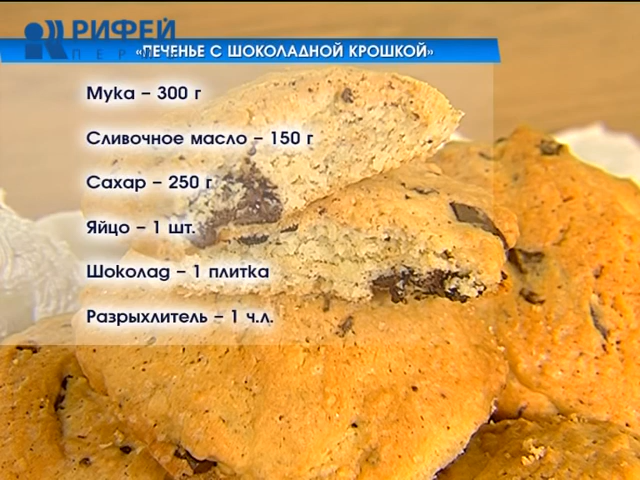 РИФЕЙ
ПЕРМЬ
«ПЕЧЕНЬЕ С ШОКОЛАДНОЙ КРОШКОЙ»
Мука – 300 г
Сливочное масло – 150 г
Сахар – 250 г
Яйцо – 1 шт.
Шоколад – 1 плитка
Разрыхлитель – 1 ч.л.